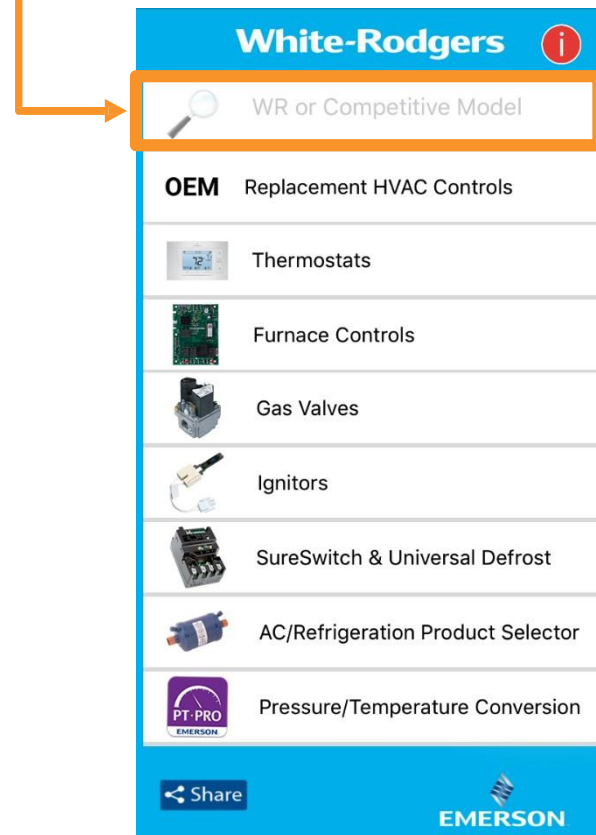 White-Rodgers
i
WR or Competitive Model
OEM Replacement HVAC Controls
72
Thermostats
Furnace Controls
Gas Valves
Ignitors
SureSwitch & Universal Defrost
AC/Refrigeration Product Selector
PT·PRO
EMERSON
Pressure/Temperature Conversion
Share
EMERSON